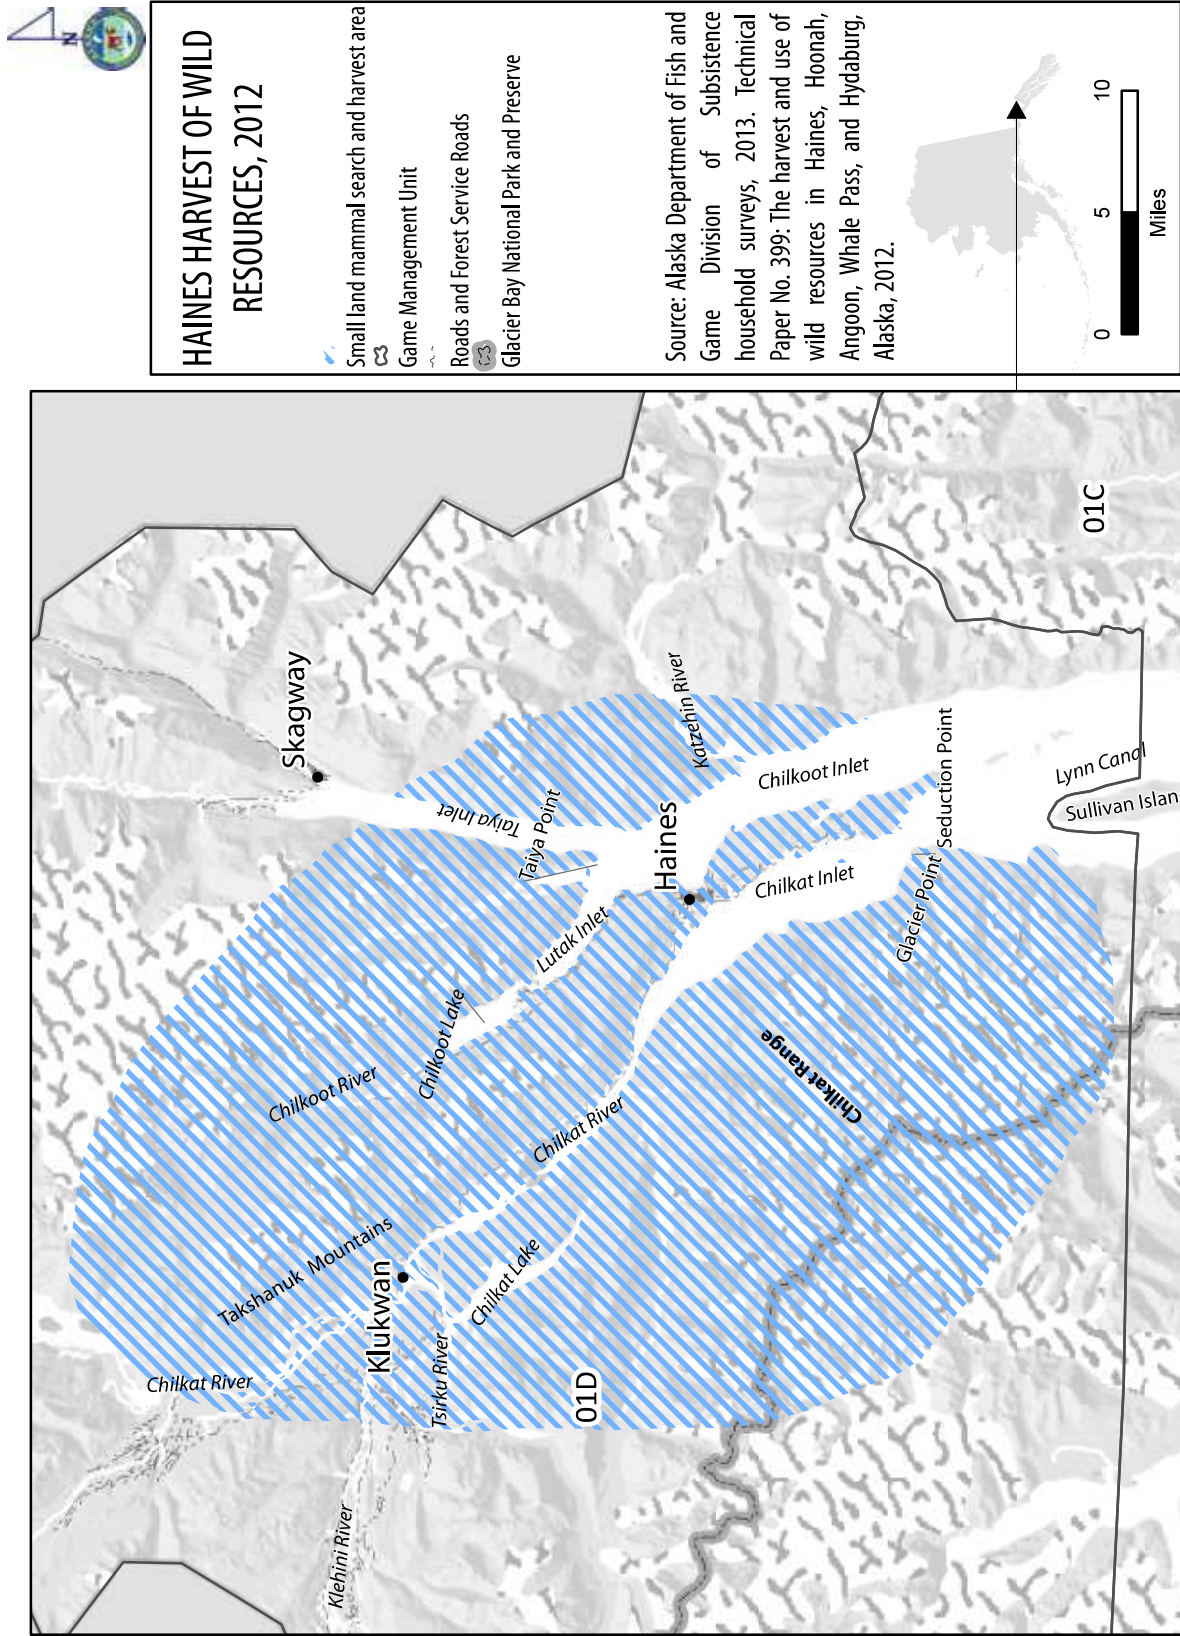 HAINES HARVEST OF WILD
RESOURCES, 2012
Small land mammal search and harvest area
Game Management Unit
Roads and Forest Service Roads
Glacier Bay National Park and Preserve
Source: Alaska Department of Fish and
Game Division of Subsistence
household surveys, 2013. Technical
Paper No. 399: The harvest and use of
wild resources in Haines, Hoonah,
Angoon, Whale Pass, and Hydaburg,
Alaska, 2012.
0 5 10
Miles
N
Skagway
Taiya Inlet
Taiya Point
Katzehin River
Haines
Chilkoot Inlet
Chilkat Inlet
Seduction Point
Glacier Point
Lynn Canal
Sullivan Islan
01C
Lutak Inlet
Chilkoot Lake
Chilkoot River
Chilkat River
Chilkat Range
Takshanuk Mountains
Klukwan
Chilkat Lake
Tsirku River
Chilkat River
Klehini River
01D